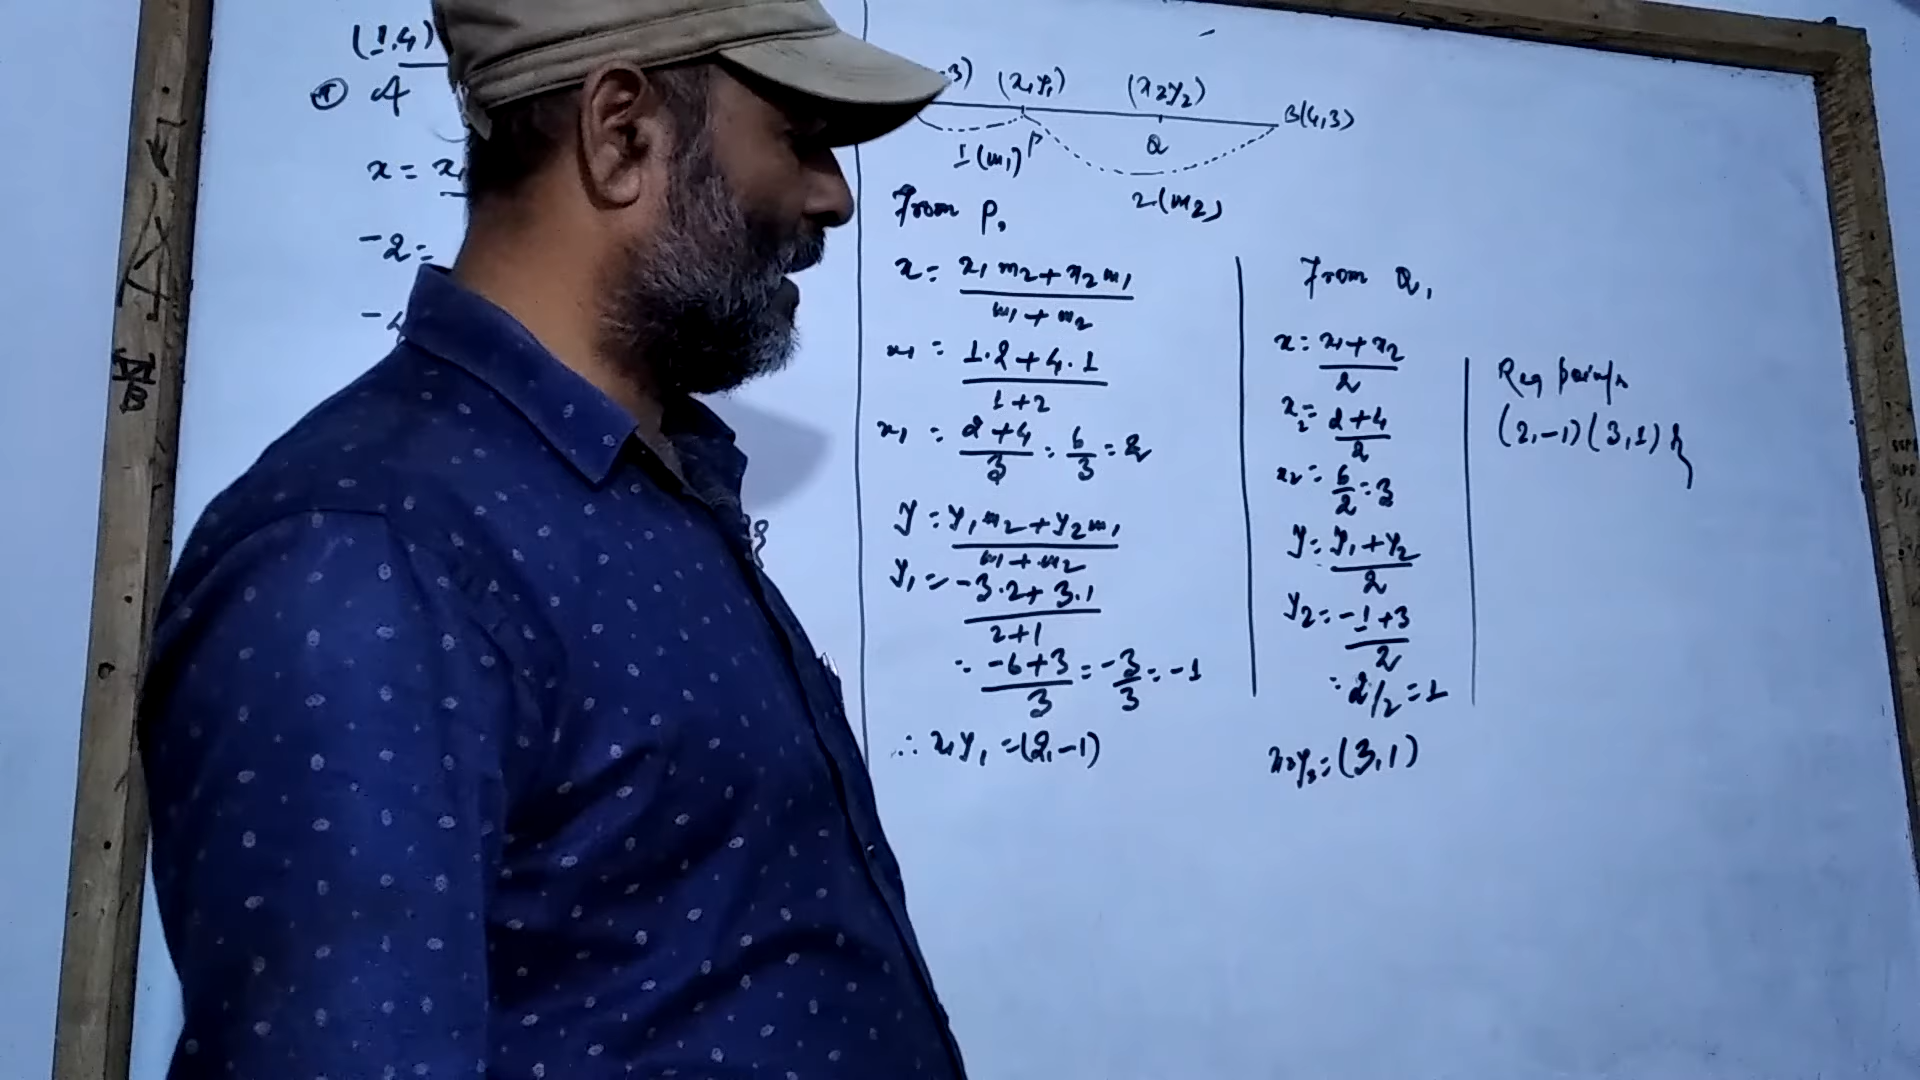 (1,4)
A
x = x₁
-2 =
3) (x₁y₁) (x₂y₂) B(4,3)
1(m₁) P Q
2(m₂)
From P,
x = x₁m₂+x₂m₁ / m₁+m₂
x₁ = 1.2+4.1 / 1+2
x₁ = 2+4 / 3 = 6/3 = 2
y = y₁m₂+y₂m₁ / m₁+m₂
y₁ = -3.2+3.1 / 2+1
= -6+3 / 3 = -3/3 = -1
∴ x₁y₁ = (2,-1)
From Q,
x = x₁+x₂ / 2
x₂ = 2+4 / 2
x₂ = 6/2 = 3
y = y₁+y₂ / 2
y₂ = -1+3 / 2
= 2/2 = 1
x₂y₂ = (3,1)
Req points
(2,-1) (3,1)